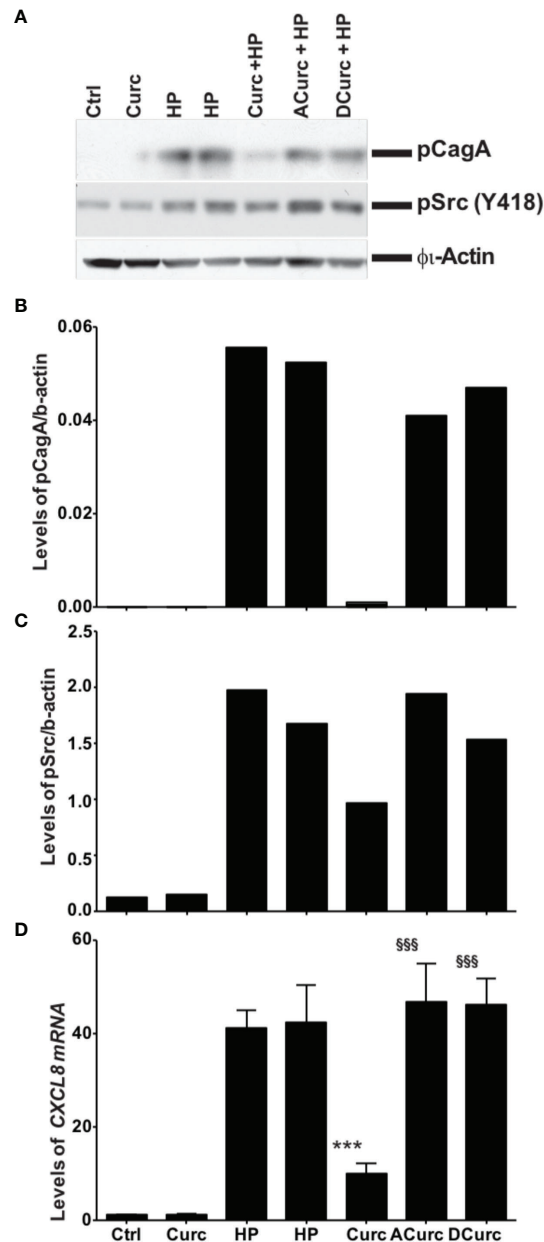 A
Ctrl
Curc
HP
HP
Curc +HP
ACurc + HP
DCurc + HP
pCagA
pSrc (Y418)
φι-Actin
B
Levels of pCagA/b-actin
0.06
0.04
0.02
0.00
C
Levels of pSrc/b-actin
2.5
2.0
1.5
1.0
0.5
0.0
D
Levels of CXCL8 mRNA
60
40
20
0
***
§§§
§§§
Ctrl Curc HP HP Curc ACurc DCurc